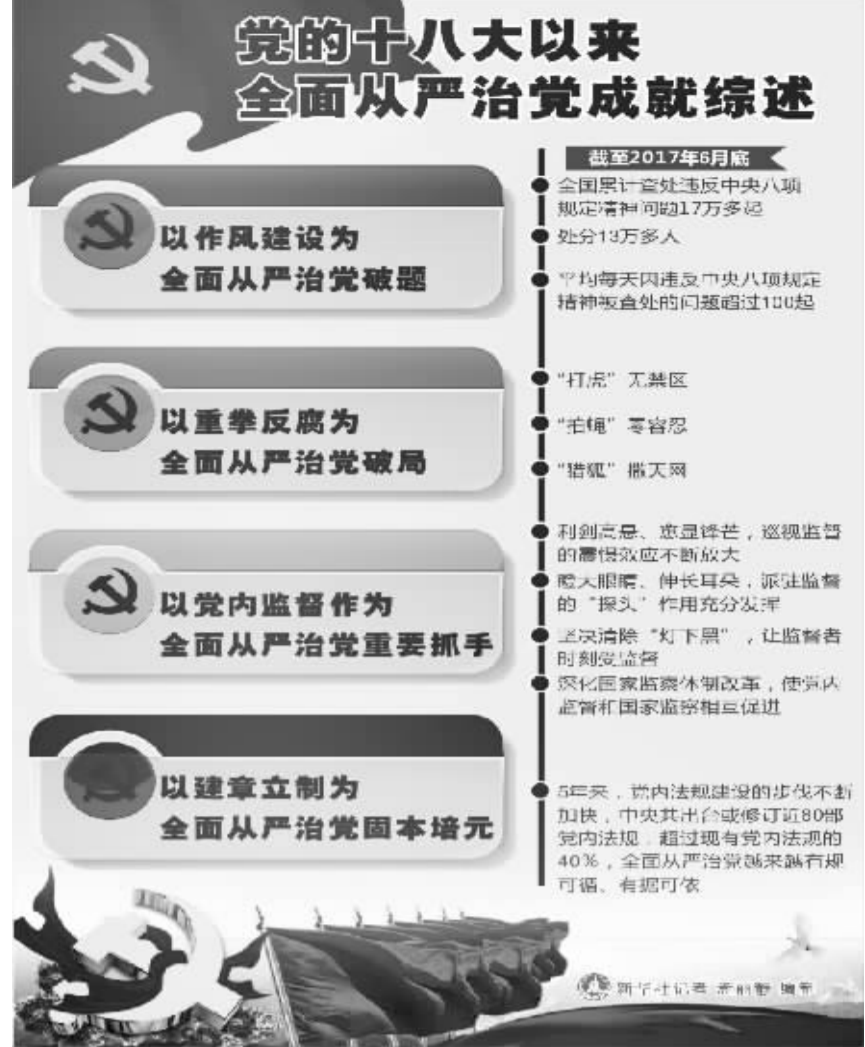 党的十八大以来
全面从严治党成就综述
截至2017年6月底
以作风建设为
全面从严治党破题
全国累计查处违反中央八项
规定精神问题17万多起
处分13万多人
平均每天因违反中央八项规定
精神被查处的问题超过100起
以重拳反腐为
全面从严治党破局
“打虎”无禁区
“拍蝇”零容忍
“猎狐”撒天网
以党内监督作为
全面从严治党重要抓手
利剑高悬、愈显锋芒，巡视监督
的震慑效应不断放大
瞪大眼睛、伸长耳朵，派驻监督
的“探头”作用充分发挥
坚决清除“灯下黑”，让监督者
时刻受监督
深化国家监察体制改革，使党内
监督和国家监察相互促进
以建章立制为
全面从严治党固本培元
5年来，党内法规建设的步伐不断
加快，中央共出台或修订近80部
党内法规，超过现有党内法规的
40%，全面从严治党越来越有规
可循、有据可依
新华社记者 编制